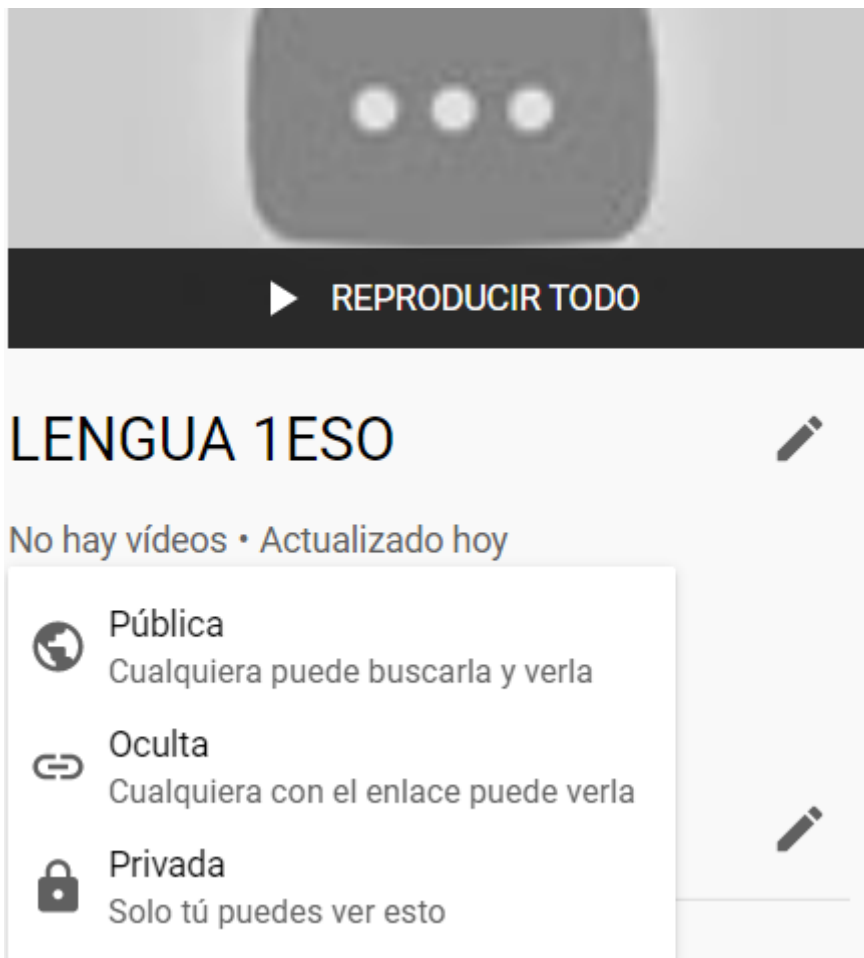 REPRODUCIR TODO
LENGUA 1ESO
No hay vídeos • Actualizado hoy
Pública
Cualquiera puede buscarla y verla
Oculta
Cualquiera con el enlace puede verla
Privada
Solo tú puedes ver esto